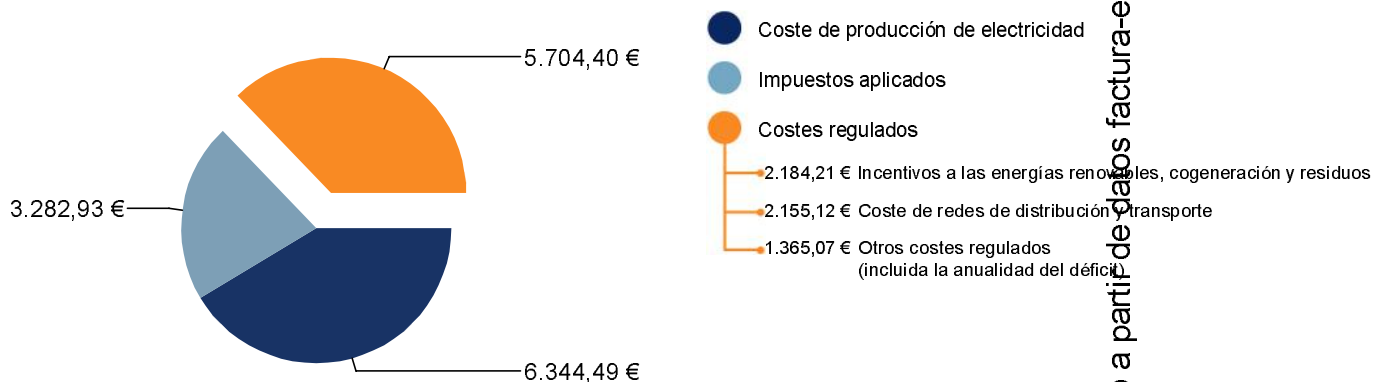 5.704,40 €
3.282,93 €
6.344,49 €
Coste de producción de electricidad
Impuestos aplicados
Costes regulados
2.184,21 € Incentivos a las energías renovables, cogeneración y residuos
2.155,12 € Coste de redes de distribución y transporte
1.365,07 € Otros costes regulados
(incluida la anualidad del déficit)
a partir de datos factura-e